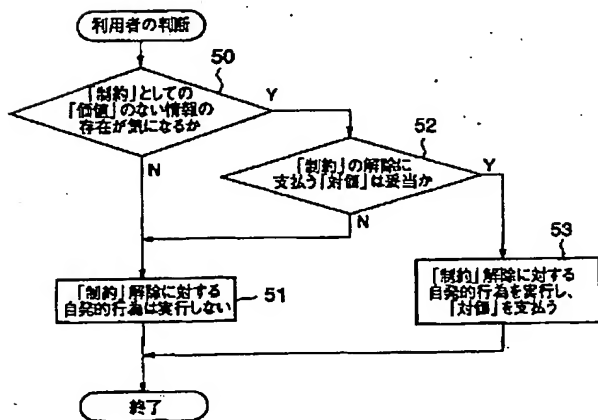 利用者の判断
50
「制約」としての
「価値」のない情報の
存在が気になるか
Y
N
52
「制約」の解除に
支払う「対価」は妥当か
Y
N
「制約」解除に対する
自発的行為は実行しない
51
53
「制約」解除に対する
自発的行為を実行し、
「対価」を支払う
終了